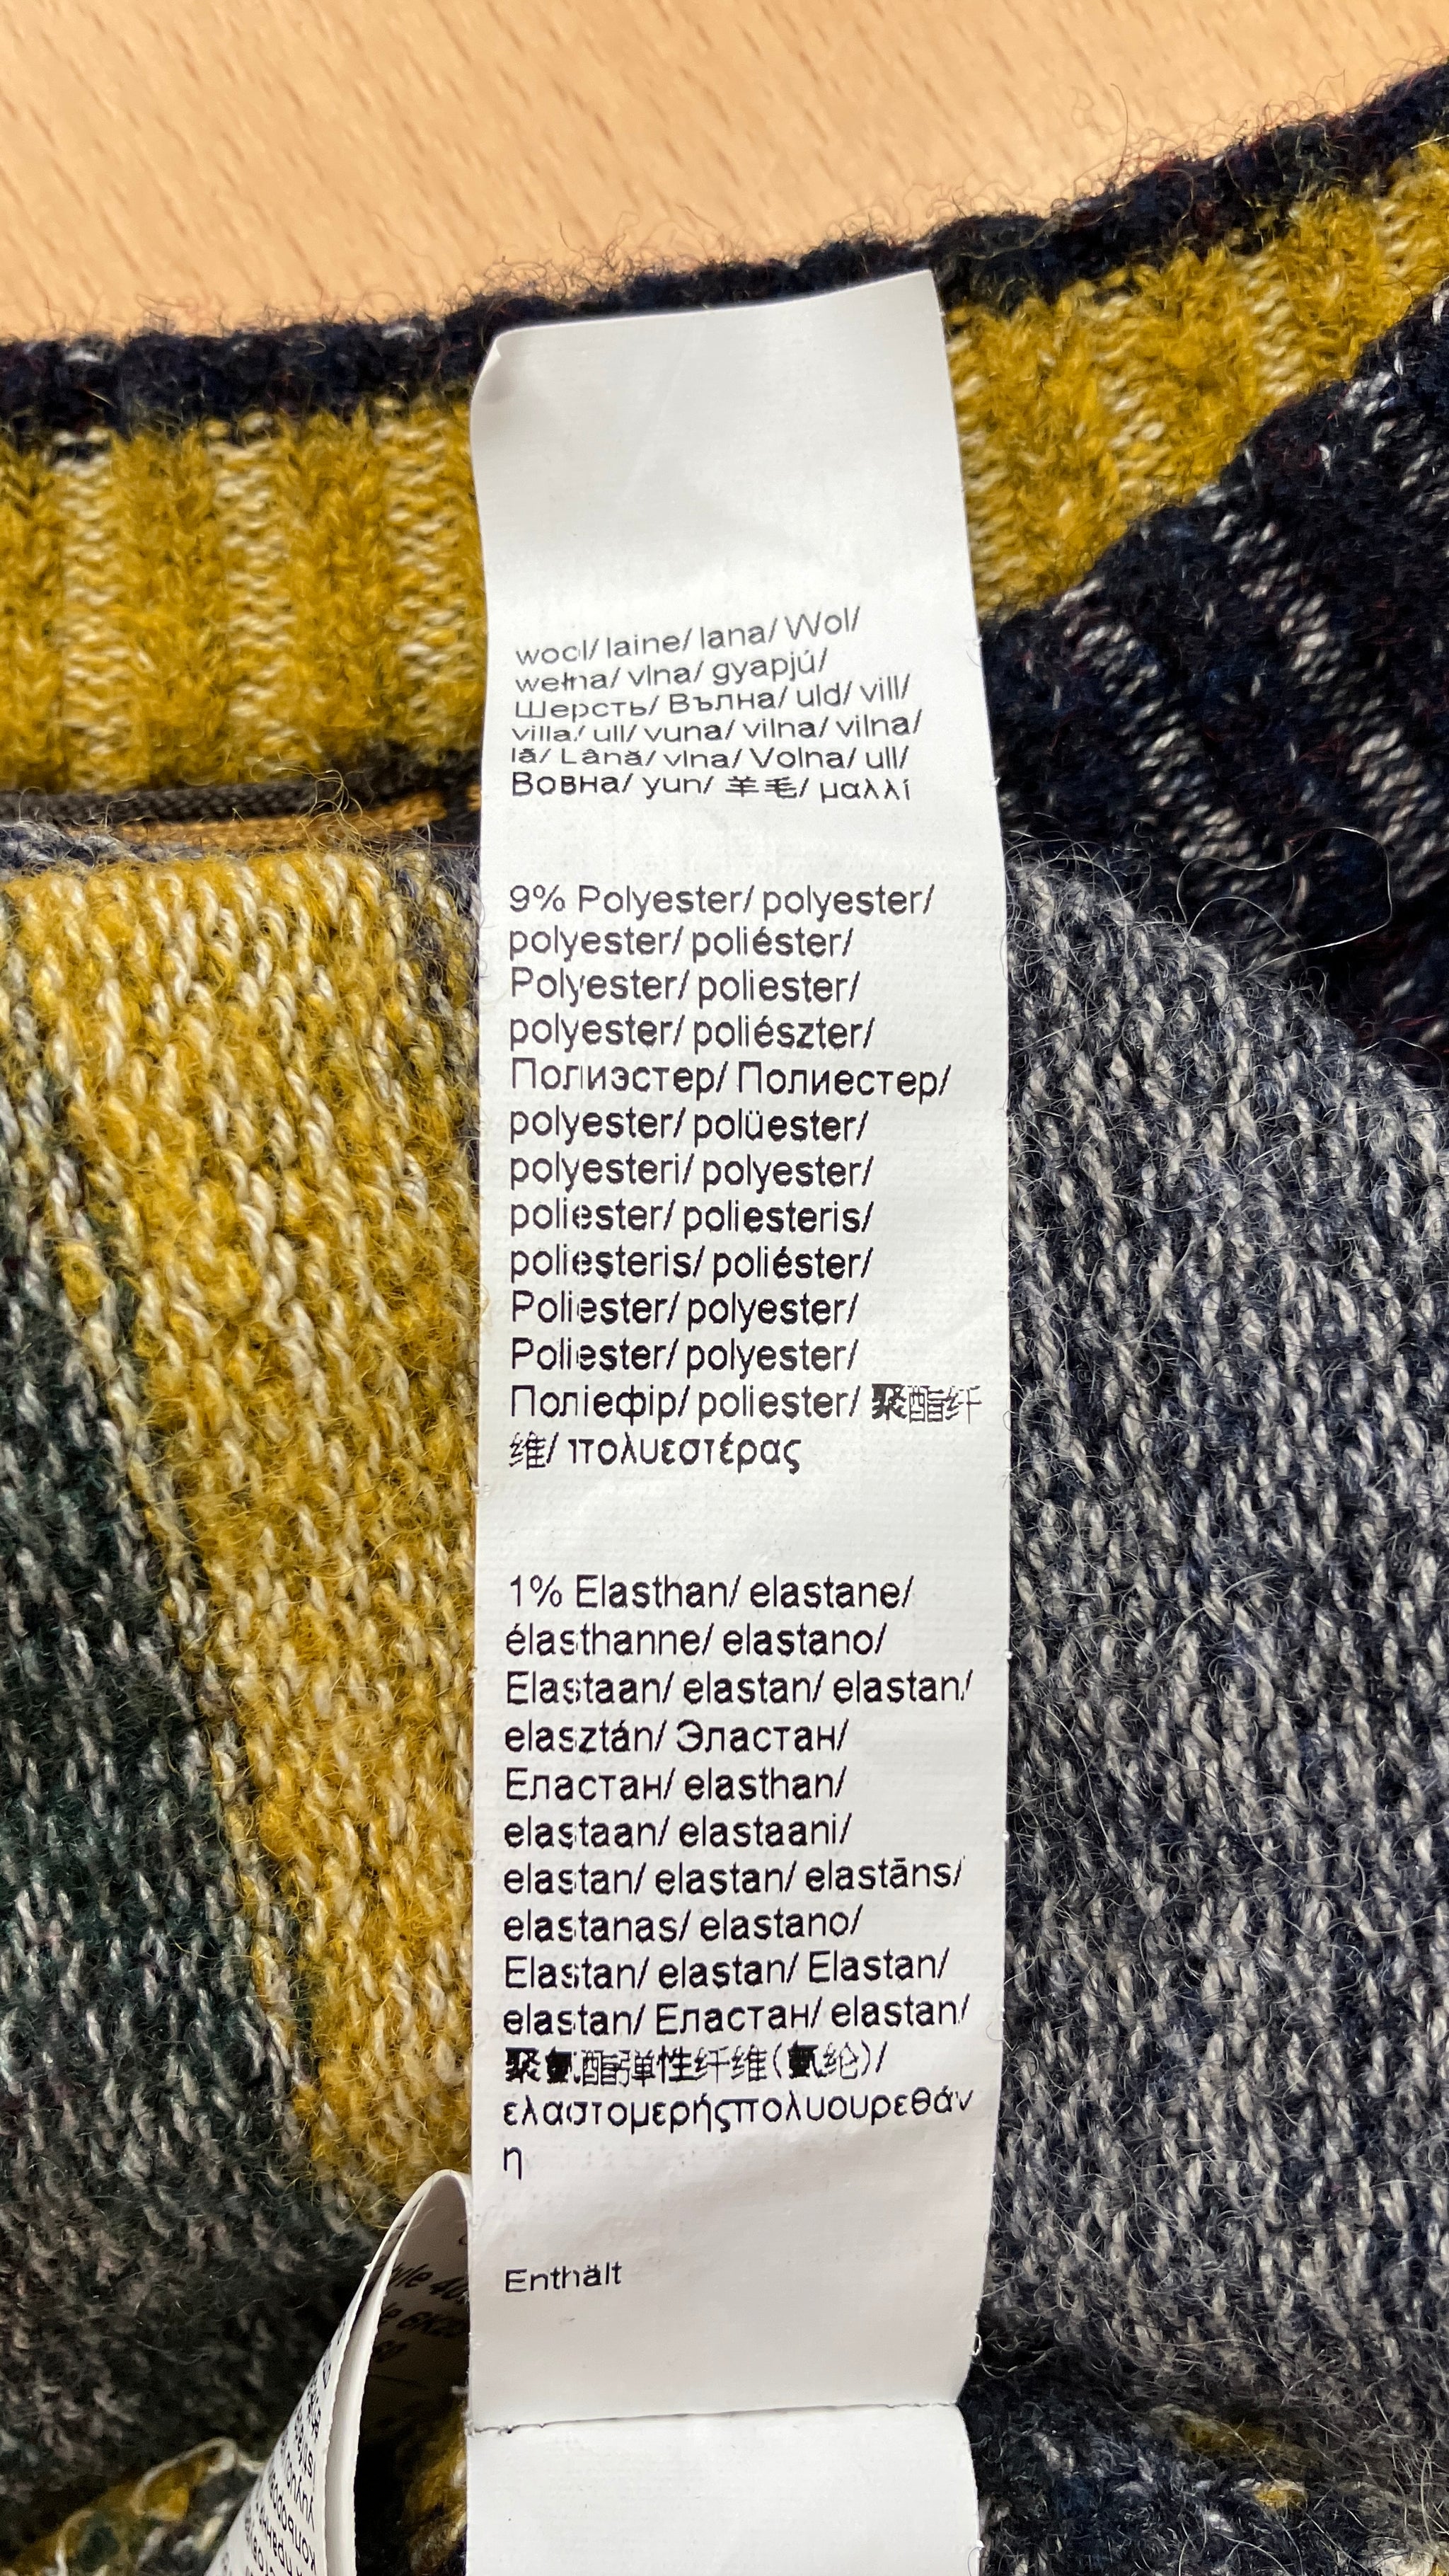 wool/ laine/ lana/ Wol/
wełna/ vlna/ gyapjú/
Шерсть/ Вълна/ uld/ vill/
villa/ ull/ vuna/ vilna/ vilna/
lã/ Lână/ vlna/ Volna/ ull/
Вовна/ yun/ 羊毛/ μαλλί
9% Polyester/ polyester/
polyester/ poliéster/
Polyester/ poliester/
polyester/ poliészter/
Полиэстер/ Полиестер/
polyester/ polüester/
polyesteri/ polyester/
poliester/ poliesteris/
poliesteris/ poliéster/
Poliester/ polyester/
Poliester/ polyester/
Поліефір/ poliester/ 聚酯纤
维/ πολυεστέρας
1% Elasthan/ elastane/
élasthanne/ elastano/
Elastaan/ elastan/ elastan/
elasztán/ Эластан/
Еластан/ elasthan/
elastaan/ elastaani/
elastan/ elastan/ elastāns/
elastanas/ elastano/
Elastan/ elastan/ Elastan/
elastan/ Еластан/ elastan/
聚氨酯弹性纤维(氨纶)/
ελαστομερήςπολυουρεθάν
η
Enthält